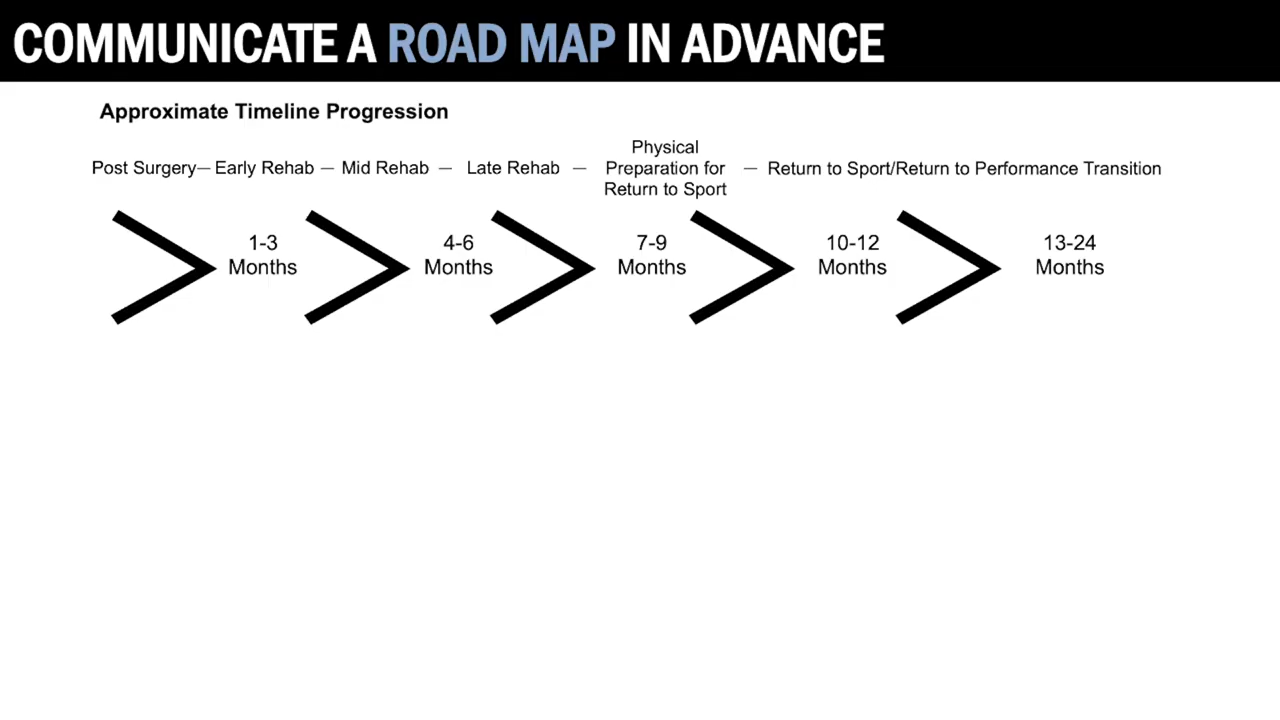 COMMUNICATE A ROAD MAP IN ADVANCE
Approximate Timeline Progression
Post Surgery — Early Rehab — Mid Rehab — Late Rehab — Physical Preparation for Return to Sport — Return to Sport/Return to Performance Transition
1-3 Months
4-6 Months
7-9 Months
10-12 Months
13-24 Months